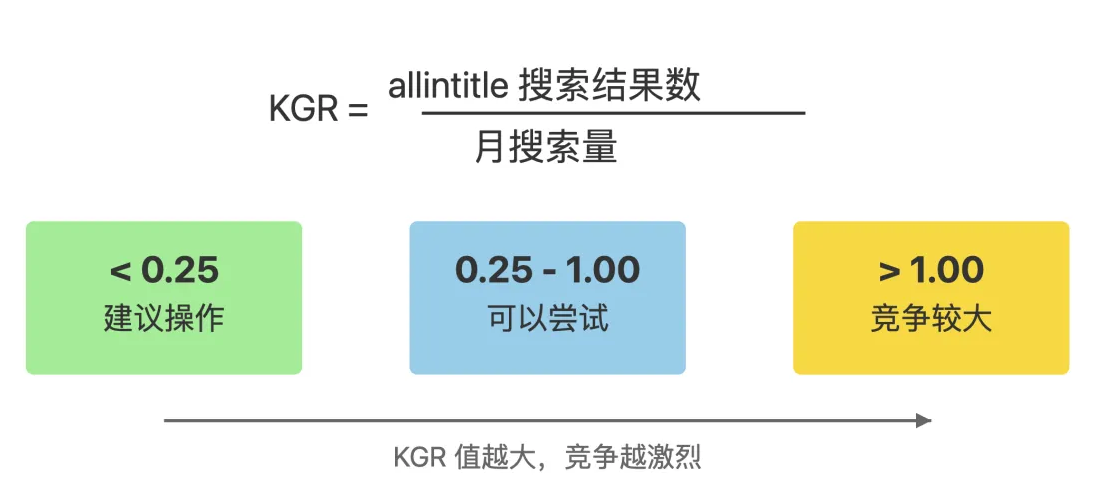 allintitle 搜索结果数
KGR =
月搜索量
< 0.25
建议操作
0.25 - 1.00
可以尝试
> 1.00
竞争较大
KGR 值越大，竞争越激烈